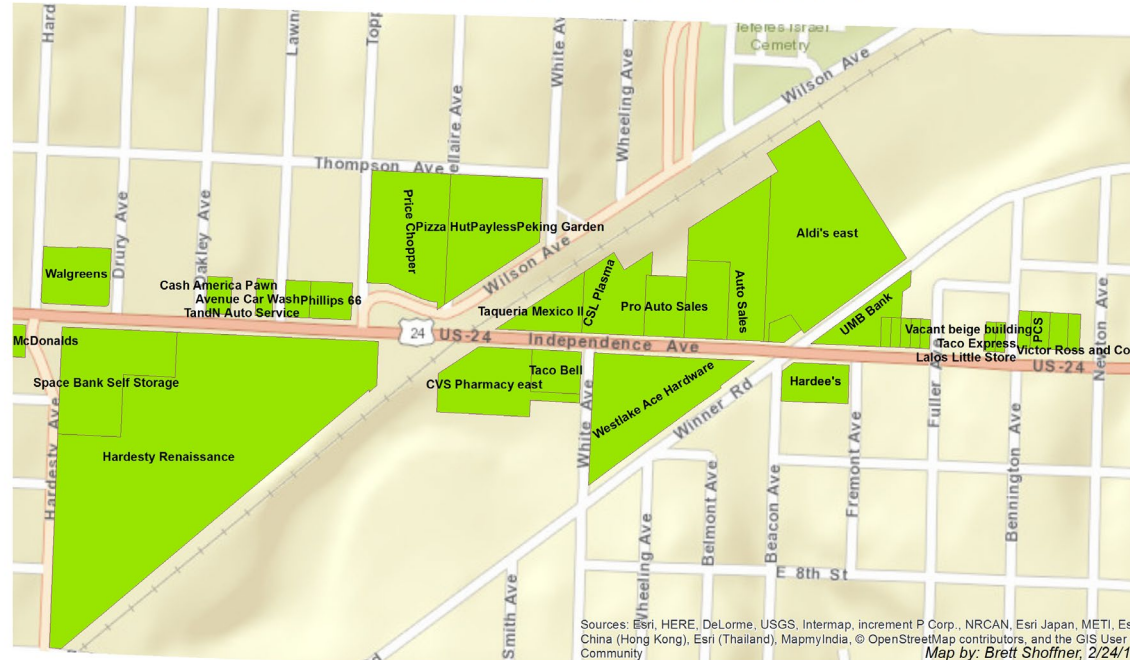 Teferes Israel
Cemetry
Wilson Ave
White Av
Wheeling Ave
Thompson Ave
ellaire Ave
Drury Ave
Oakley Ave
Hard
Lawn
Topp
Price Chopper
Pizza Hut
Payless
Peking Garden
Wilson Ave
Aldi's east
Walgreens
Cash America Pawn
Avenue Car Wash
Phillips 66
TandN Auto Service
Taqueria Mexico II
CSL Plasma
Pro Auto Sales
Auto Sales
UMB Bank
Vacant beige building
PCS
Taco Express
Lalos Little Store
Victor Ross and Co
McDonalds
24
US-24
Independence Ave
US-24
Newton Ave
Space Bank Self Storage
CVS Pharmacy east
Taco Bell
Westlake Ace Hardware
Hardee's
Winner Rd
White Ave
Fuller Ave
Hardesty Renaissance
Hardesty Ave
Fremont Ave
Bennington Ave
Belmont Ave
Beacon Ave
Wheeling Ave
Smith Ave
E 8th St
Sources: Esri, HERE, DeLorme, USGS, Intermap, increment P Corp., NRCAN, Esri Japan, METI, Es
China (Hong Kong), Esri (Thailand), MapmyIndia, © OpenStreetMap contributors, and the GIS User
Community
Map by: Brett Shoffner, 2/24/1